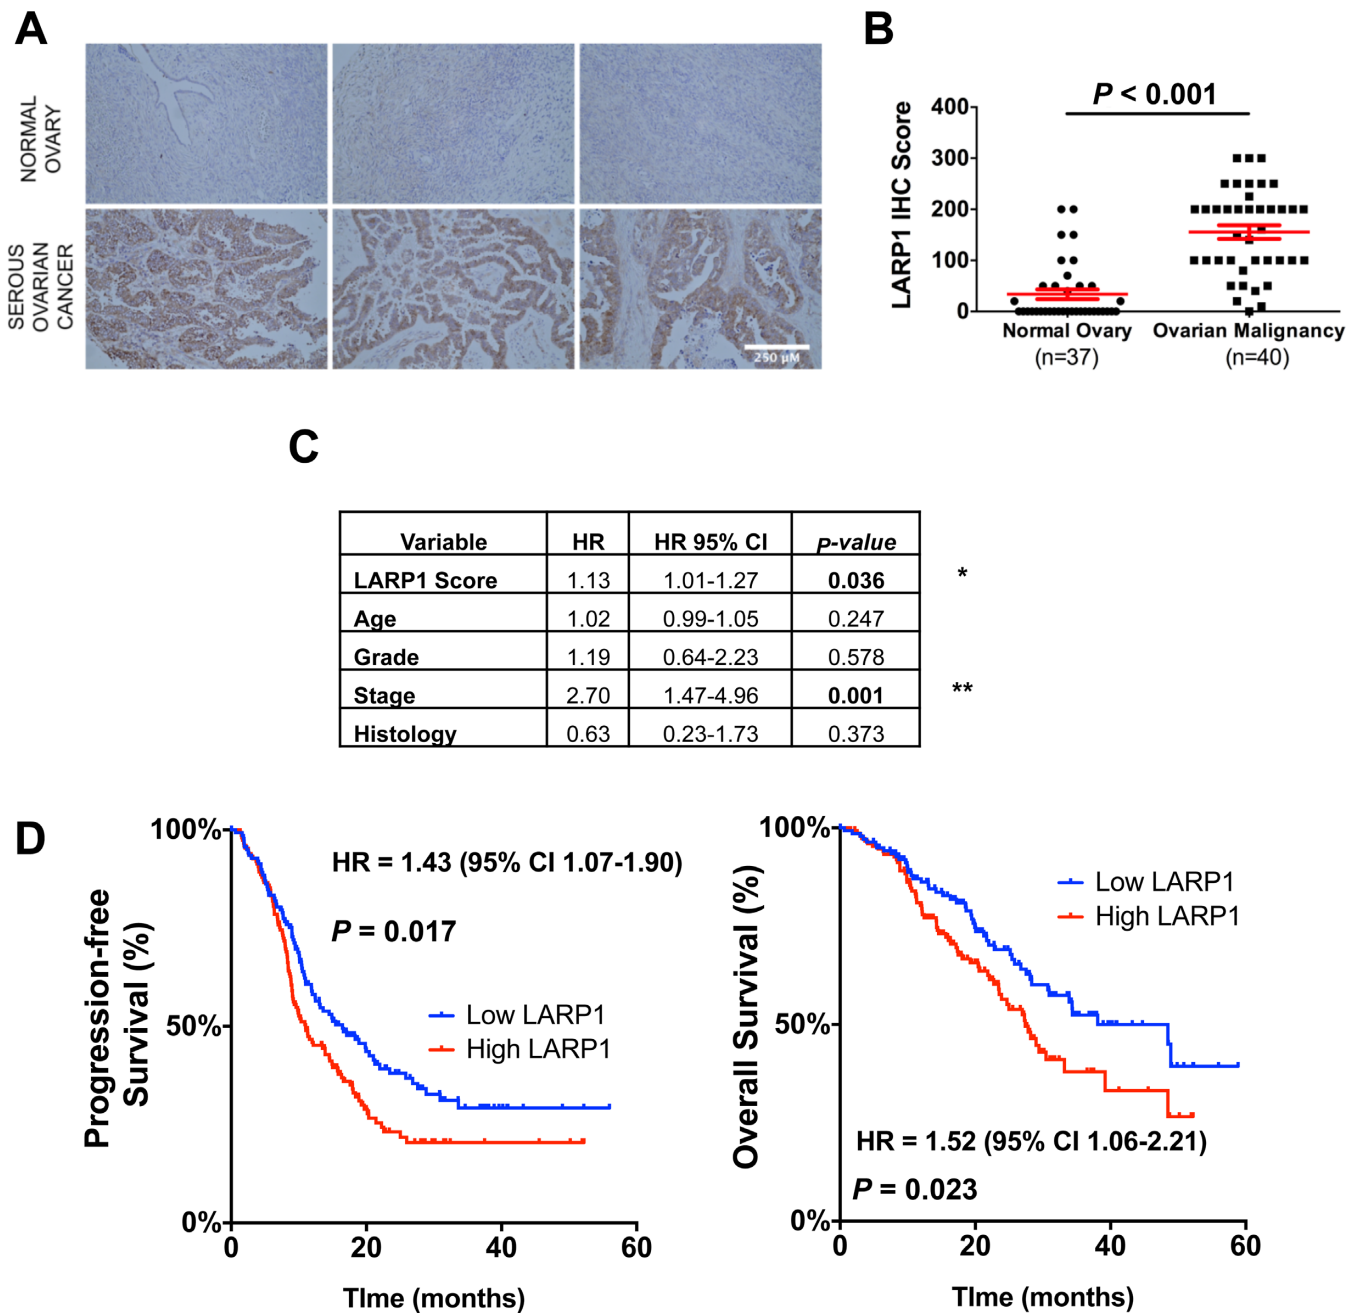 A
NORMAL
OVARY
SEROUS
OVARIAN
CANCER
250 µM
B
P < 0.001
LARP1 IHC Score
400
300
200
100
0
Normal Ovary Ovarian Malignancy
(n=37) (n=40)
C
Variable HR HR 95% CI p-value
LARP1 Score 1.13 1.01-1.27 0.036 *
Age 1.02 0.99-1.05 0.247
Grade 1.19 0.64-2.23 0.578
Stage 2.70 1.47-4.96 0.001 **
Histology 0.63 0.23-1.73 0.373
D
Progression-free
Survival (%)
100%
50%
0%
HR = 1.43 (95% CI 1.07-1.90)
P = 0.017
Low LARP1
High LARP1
0 20 40 60
TIme (months)
Overall Survival (%)
100%
50%
0%
Low LARP1
High LARP1
HR = 1.52 (95% CI 1.06-2.21)
P = 0.023
0 20 40 60
TIme (months)